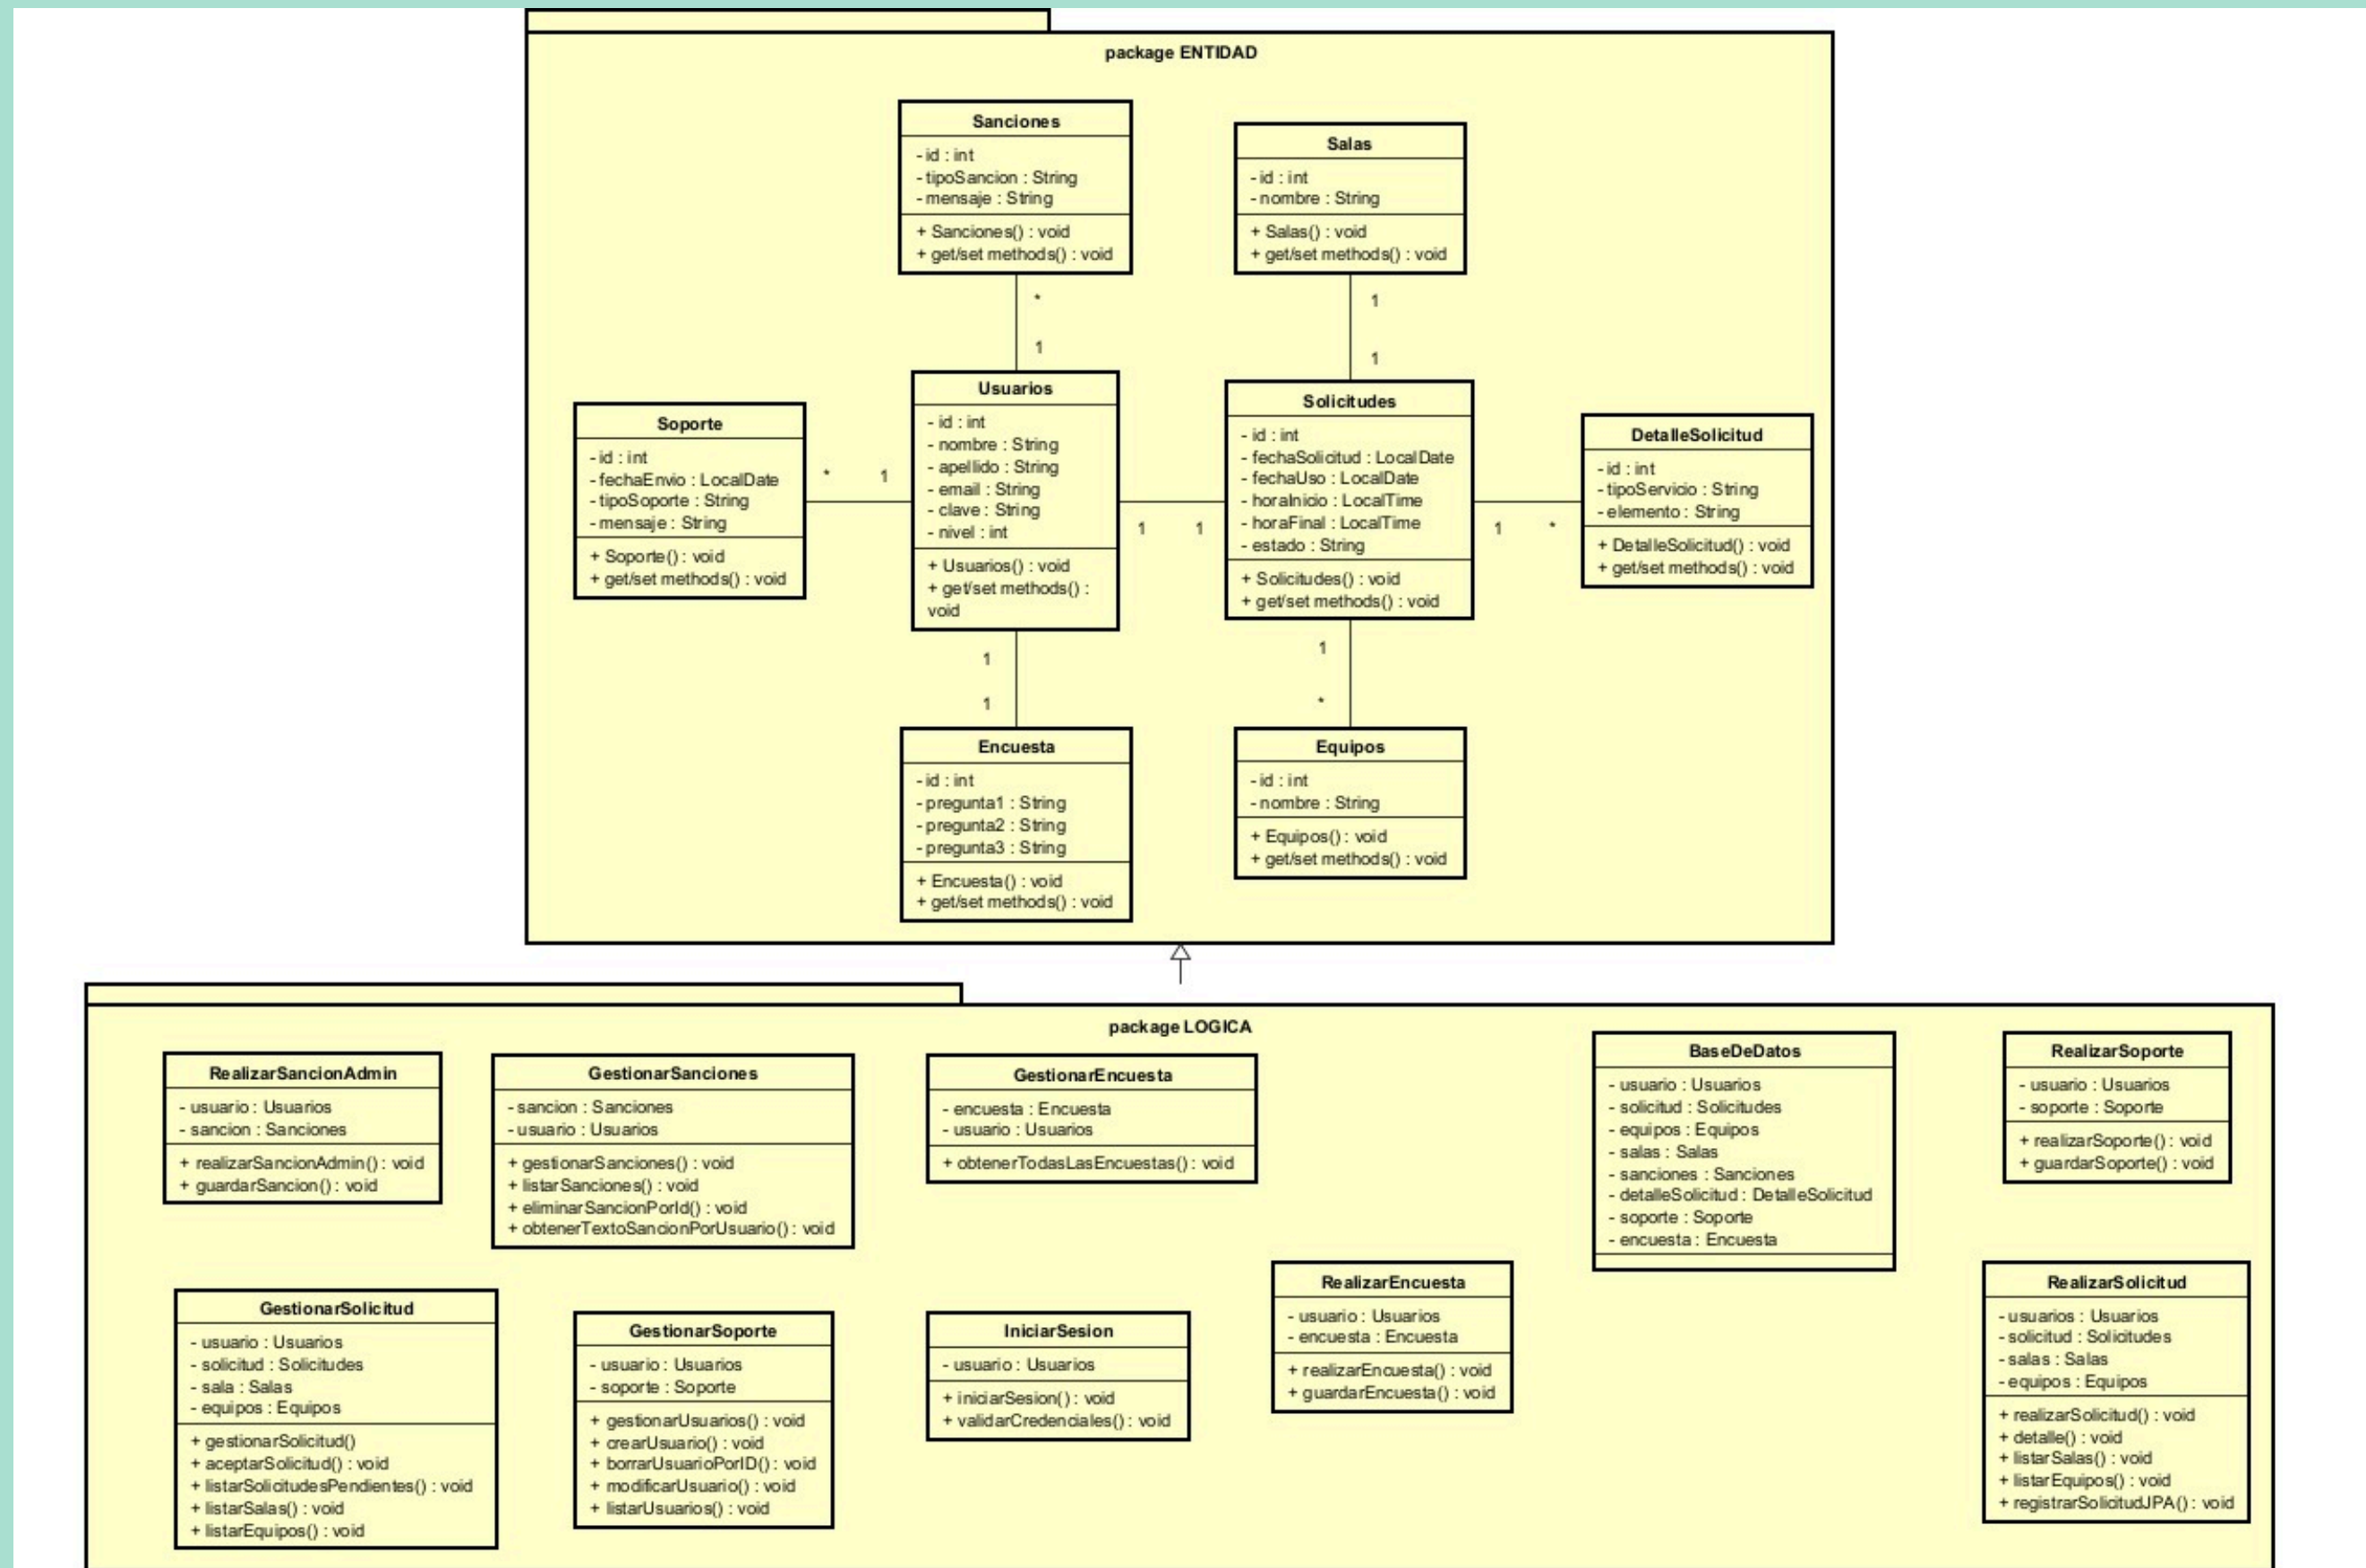 package ENTIDAD
Sanciones
- id : int
- tipoSancion : String
- mensaje : String
+ Sanciones() : void
+ get/set methods() : void
*
1
Salas
- id : int
- nombre : String
+ Salas() : void
+ get/set methods() : void
1
1
Soporte
- id : int
- fechaEnvio : LocalDate
- tipoSoporte : String
- mensaje : String
+ Soporte() : void
+ get/set methods() : void
*
1
Usuarios
- id : int
- nombre : String
- apellido : String
- email : String
- clave : String
- nivel : int
+ Usuarios() : void
+ get/set methods() :
void
1
1
Solicitudes
- id : int
- fechaSolicitud : LocalDate
- fechaUso : LocalDate
- horaInicio : LocalTime
- horaFinal : LocalTime
- estado : String
+ Solicitudes() : void
+ get/set methods() : void
1
*
DetalleSolicitud
- id : int
- tipoServicio : String
- elemento : String
+ DetalleSolicitud() : void
+ get/set methods() : void
1
1
Encuesta
- id : int
- pregunta1 : String
- pregunta2 : String
- pregunta3 : String
+ Encuesta() : void
+ get/set methods() : void
1
*
Equipos
- id : int
- nombre : String
+ Equipos() : void
+ get/set methods() : void
package LOGICA
RealizarSancionAdmin
- usuario : Usuarios
- sancion : Sanciones
+ realizarSancionAdmin() : void
+ guardarSancion() : void
GestionarSanciones
- sancion : Sanciones
- usuario : Usuarios
+ gestionarSanciones() : void
+ listarSanciones() : void
+ eliminarSancionPorId() : void
+ obtenerTextoSancionPorUsuario() : void
GestionarEncuesta
- encuesta : Encuesta
- usuario : Usuarios
+ obtenerTodasLasEncuestas() : void
BaseDeDatos
- usuario : Usuarios
- solicitud : Solicitudes
- equipos : Equipos
- salas : Salas
- sanciones : Sanciones
- detalleSolicitud : DetalleSolicitud
- soporte : Soporte
- encuesta : Encuesta
RealizarSoporte
- usuario : Usuarios
- soporte : Soporte
+ realizarSoporte() : void
+ guardarSoporte() : void
GestionarSolicitud
- usuario : Usuarios
- solicitud : Solicitudes
- sala : Salas
- equipos : Equipos
+ gestionarSolicitud()
+ aceptarSolicitud() : void
+ listarSolicitudesPendientes() : void
+ listarSalas() : void
+ listarEquipos() : void
GestionarSoporte
- usuario : Usuarios
- soporte : Soporte
+ gestionarUsuarios() : void
+ crearUsuario() : void
+ borrarUsuarioPorID() : void
+ modificarUsuario() : void
+ listarUsuarios() : void
IniciarSesion
- usuario : Usuarios
+ iniciarSesion() : void
+ validarCredenciales() : void
RealizarEncuesta
- usuario : Usuarios
- encuesta : Encuesta
+ realizarEncuesta() : void
+ guardarEncuesta() : void
RealizarSolicitud
- usuarios : Usuarios
- solicitud : Solicitudes
- salas : Salas
- equipos : Equipos
+ realizarSolicitud() : void
+ detalle() : void
+ listarSalas() : void
+ listarEquipos() : void
+ registrarSolicitudJPA() : void